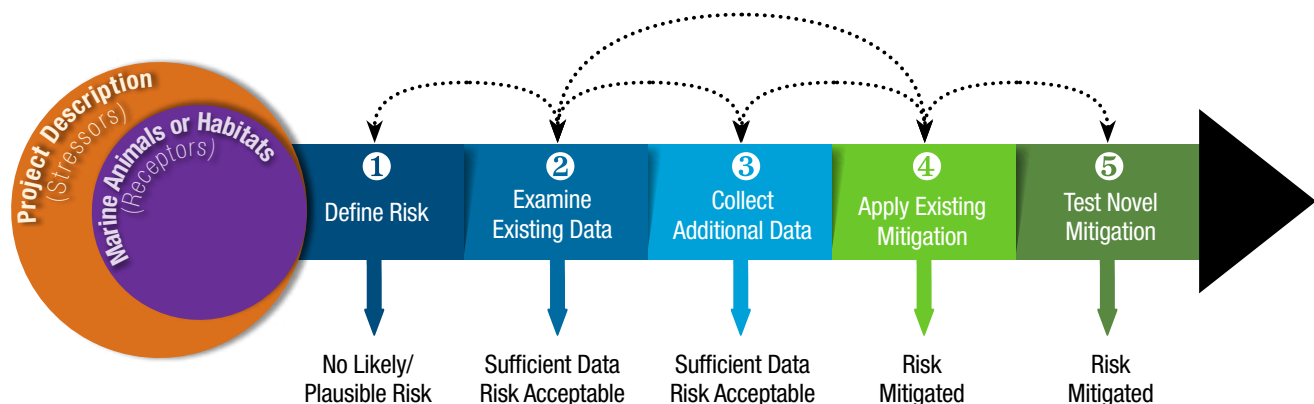 Project Description
(Stressors)
Marine Animals or Habitats
(Receptors)
1
Define Risk
2
Examine
Existing Data
3
Collect
Additional Data
4
Apply Existing
Mitigation
5
Test Novel
Mitigation
No Likely/
Plausible Risk
Sufficient Data
Risk Acceptable
Sufficient Data
Risk Acceptable
Risk
Mitigated
Risk
Mitigated